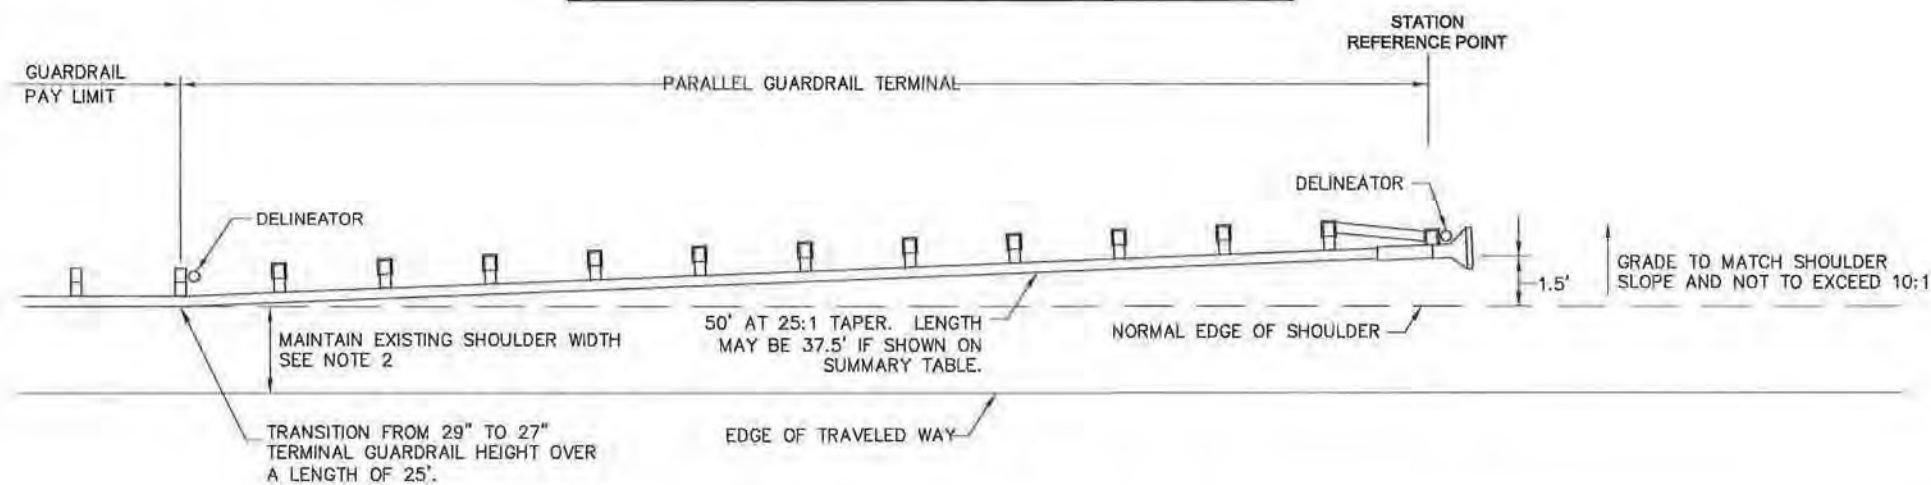 STATION
REFERENCE POINT
GUARDRAIL
PAY LIMIT
PARALLEL GUARDRAIL TERMINAL
DELINEATOR
DELINEATOR
GRADE TO MATCH SHOULDER
SLOPE AND NOT TO EXCEED 10:1
1.5'
MAINTAIN EXISTING SHOULDER WIDTH
SEE NOTE 2
50' AT 25:1 TAPER. LENGTH
MAY BE 37.5' IF SHOWN ON
SUMMARY TABLE.
NORMAL EDGE OF SHOULDER
TRANSITION FROM 29" TO 27"
TERMINAL GUARDRAIL HEIGHT OVER
A LENGTH OF 25'.
EDGE OF TRAVELED WAY